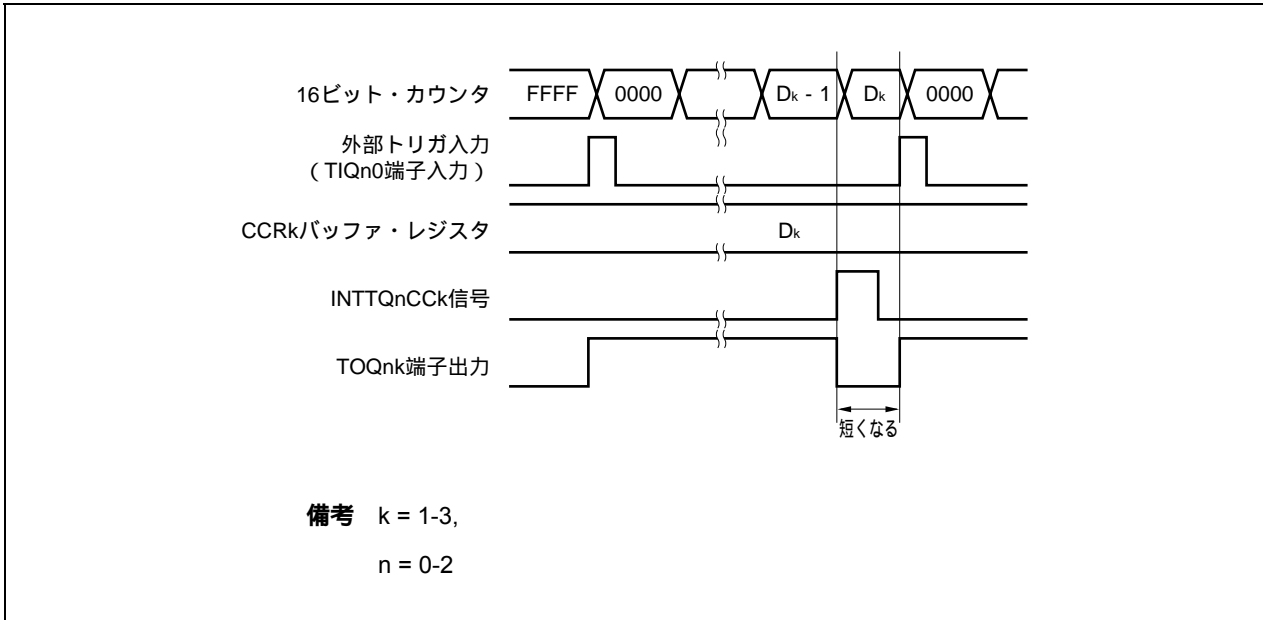 16ビット・カウンタ FFFF 0000 Dk - 1 Dk 0000
外部トリガ入力
（TIQn0端子入力）
CCRkバッファ・レジスタ Dk
INTTQnCCk信号
TOQnk端子出力
短くなる
備考 k = 1-3,
n = 0-2